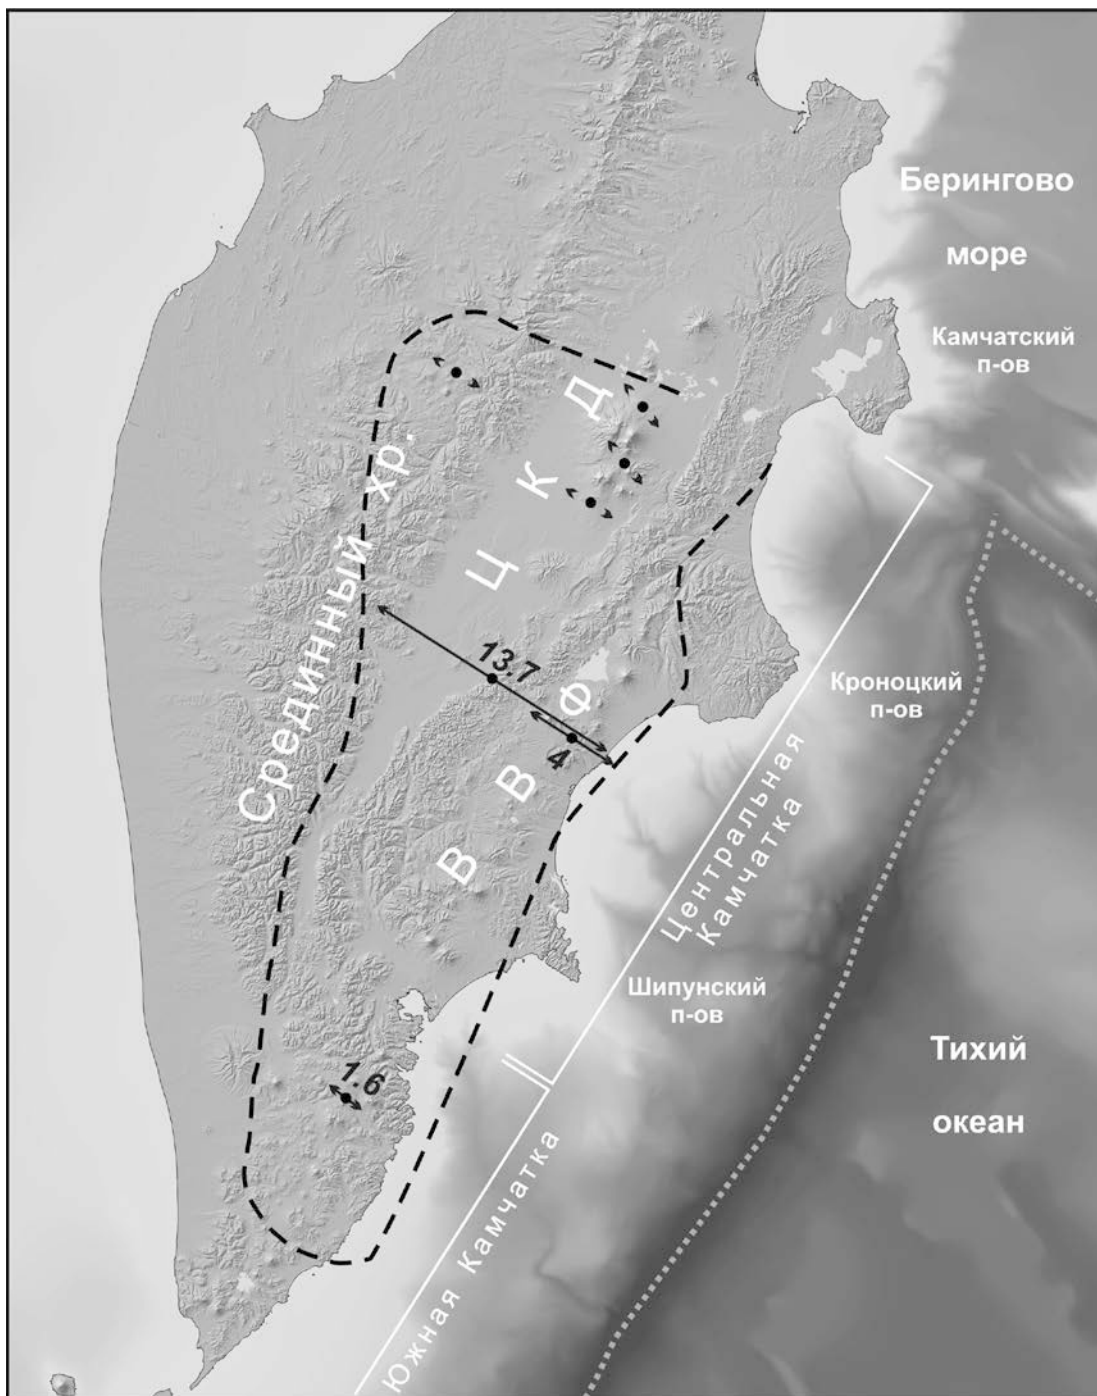 Берингово
море
Камчатский
п-ов
Срединный хр.
Ц К Д
13.7
4
В В Ф
Кроноцкий
п-ов
Центральная
Камчатка
Шипунский
п-ов
Тихий
океан
1.6
Южная Камчатка